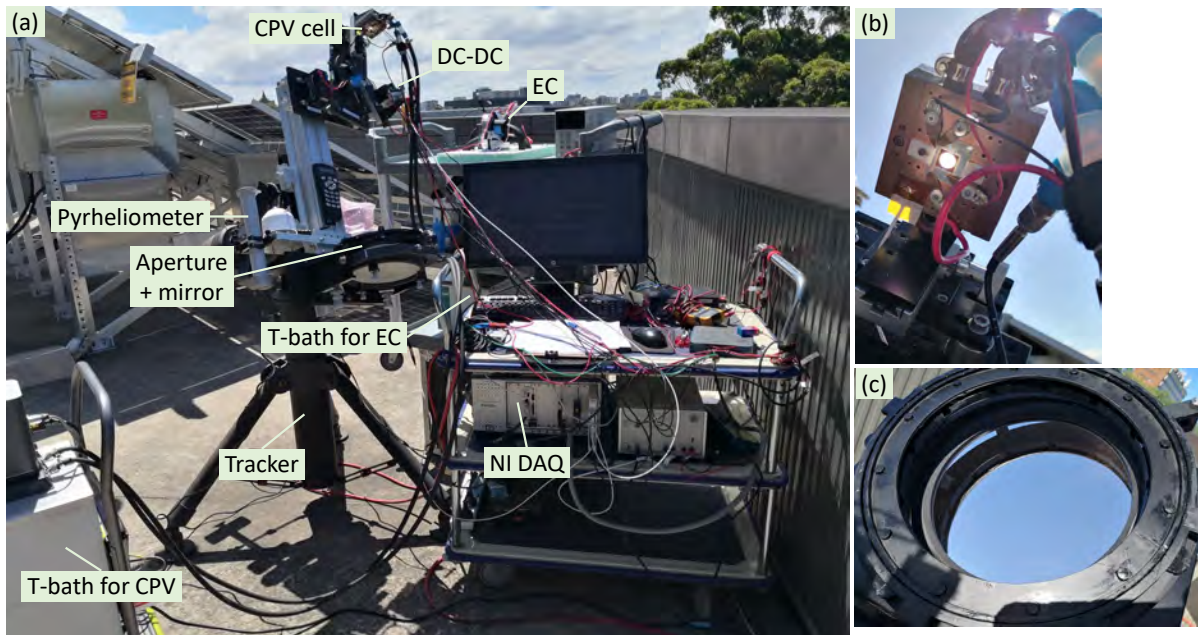 (a)
CPV cell
DC-DC
EC
Pyrheliometer
Aperture
+ mirror
T-bath for EC
Tracker
NI DAQ
T-bath for CPV
(b)
(c)